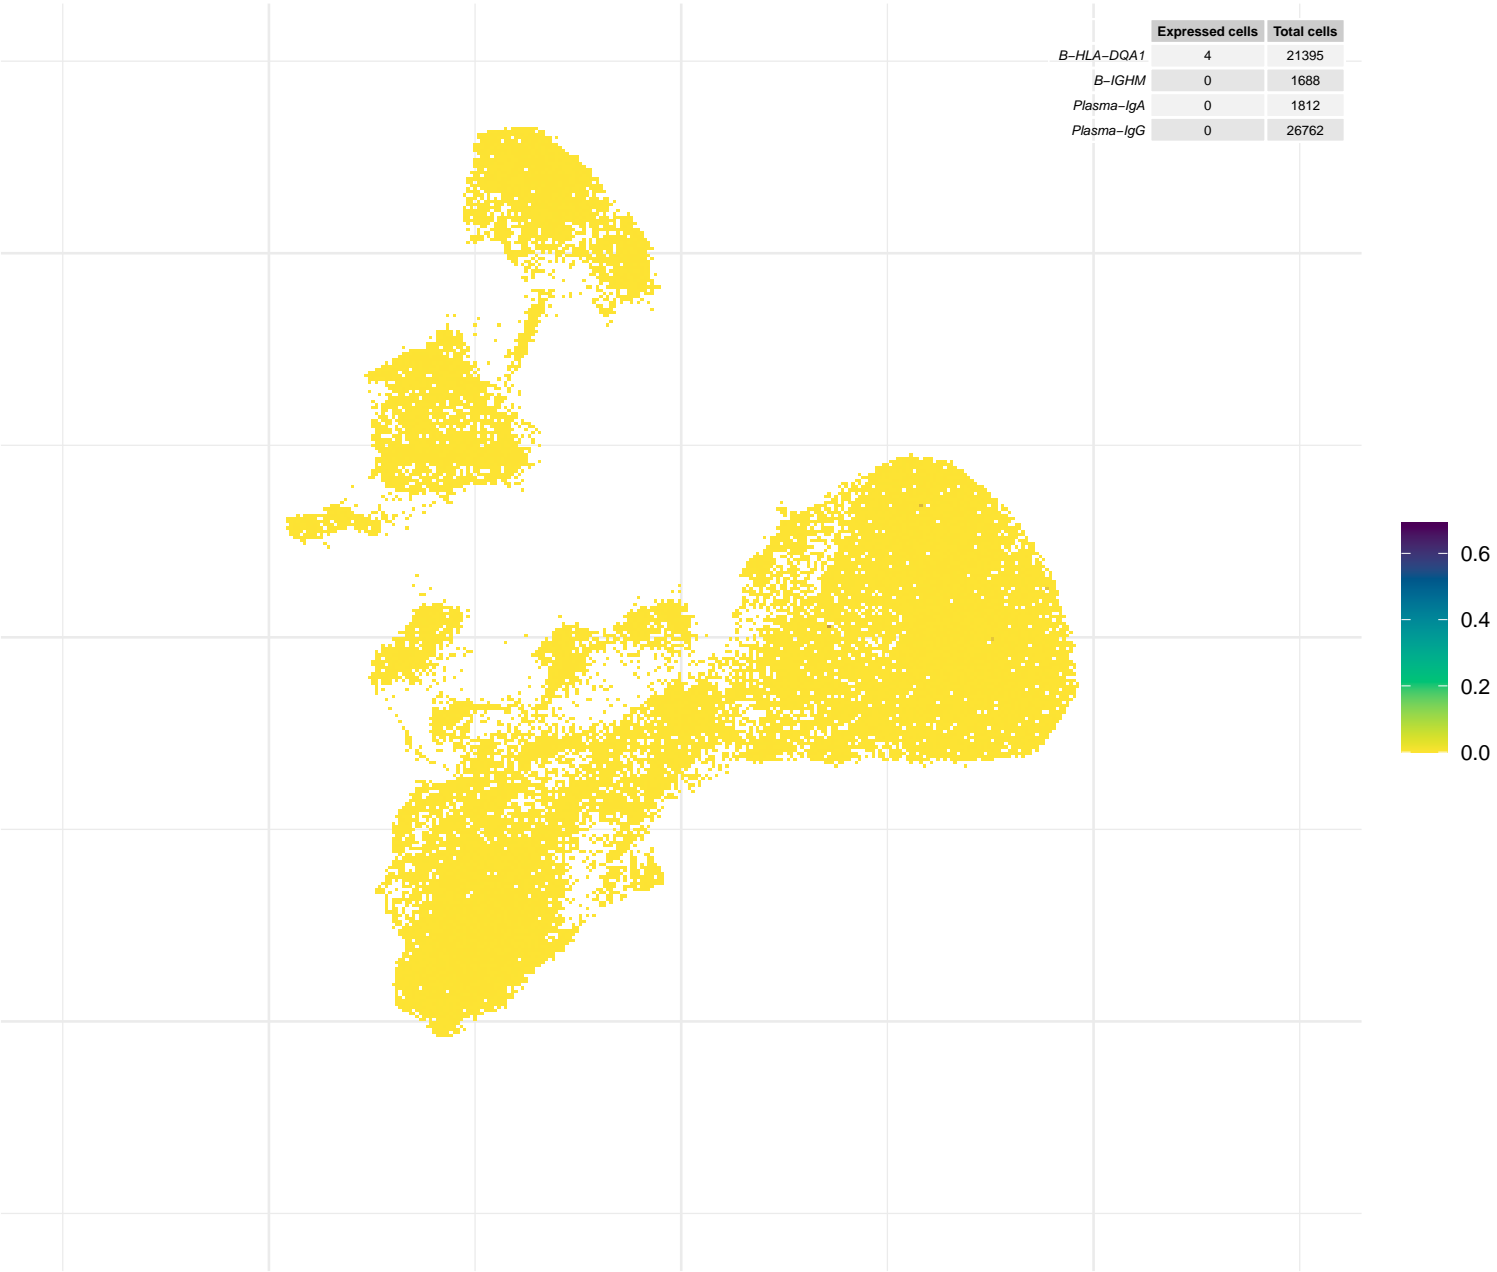 Expressed cells Total cells
B−HLA−DQA1 4 21395
B−IGHM 0 1688
Plasma−IgA 0 1812
Plasma−IgG 0 26762
0.6
0.4
0.2
0.0